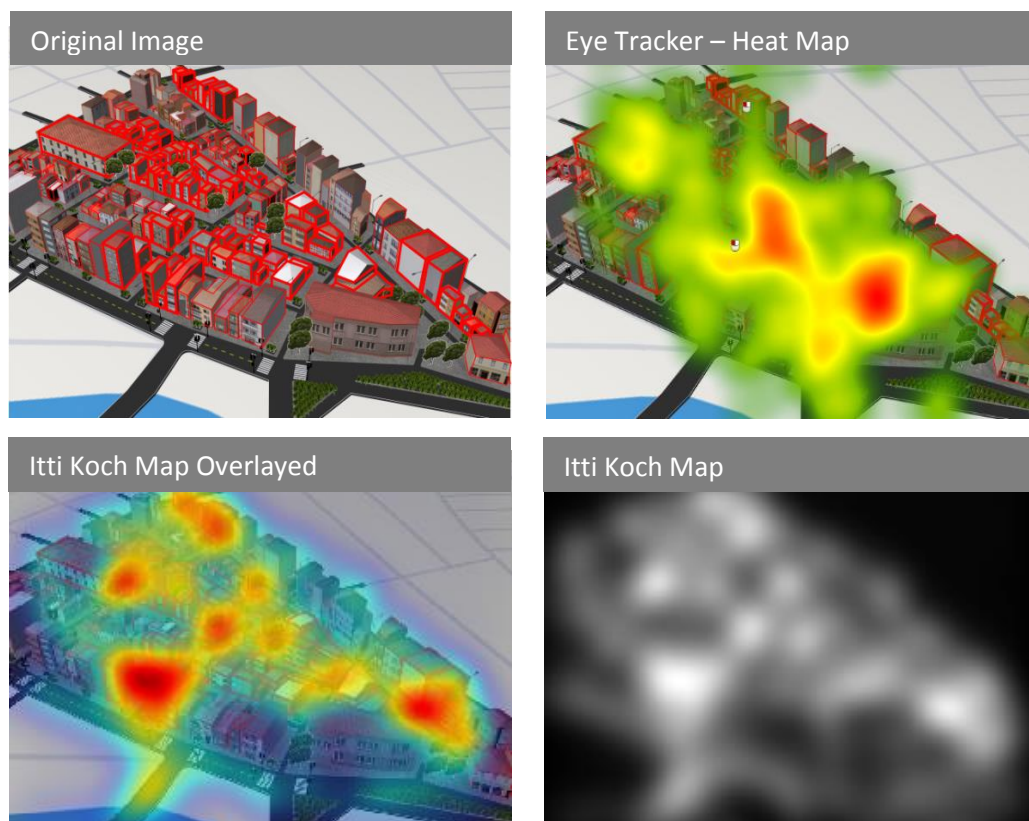 Original Image
Eye Tracker – Heat Map
Itti Koch Map Overlayed
Itti Koch Map